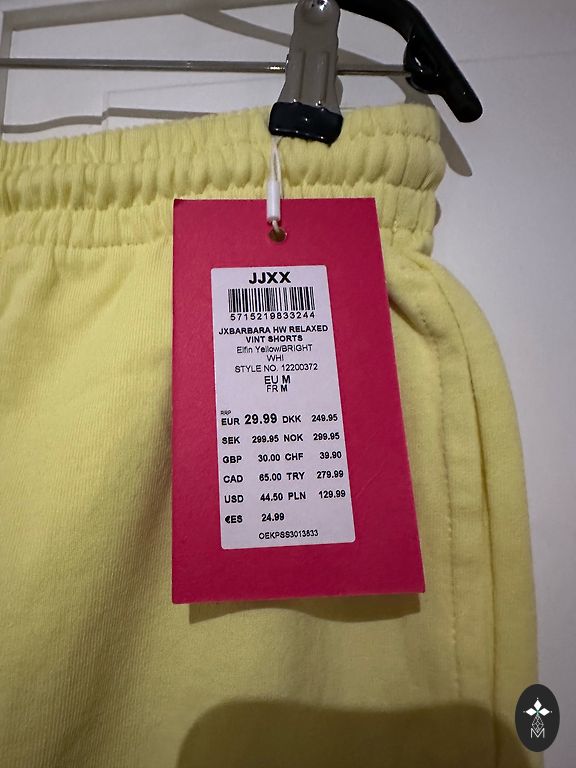 JJXX
5715219833244
JXBARBARA HW RELAXED
VINT SHORTS
Elfin Yellow/BRIGHT
WHI
STYLE NO. 12200372
EU M
FR M
RRP
EUR 29.99 DKK 249.95
SEK 299.95 NOK 299.95
GBP 30.00 CHF 39.90
CAD 65.00 TRY 279.99
USD 44.50 PLN 129.99
€ES 24.99
OEKPSS3013833
M